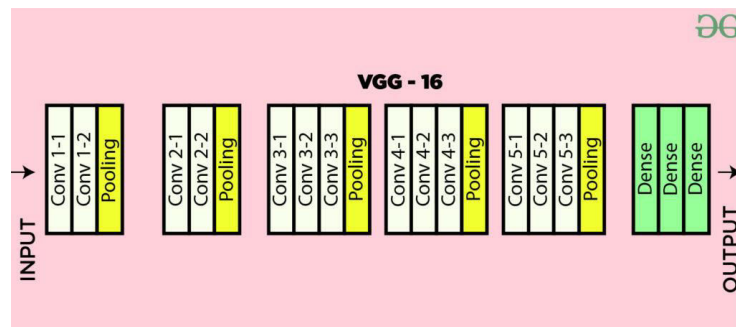 VGG - 16
INPUT
Conv 1-1
Conv 1-2
Pooling
Conv 2-1
Conv 2-2
Pooling
Conv 3-1
Conv 3-2
Conv 3-3
Pooling
Conv 4-1
Conv 4-2
Conv 4-3
Pooling
Conv 5-1
Conv 5-2
Conv 5-3
Pooling
Dense
Dense
Dense
OUTPUT